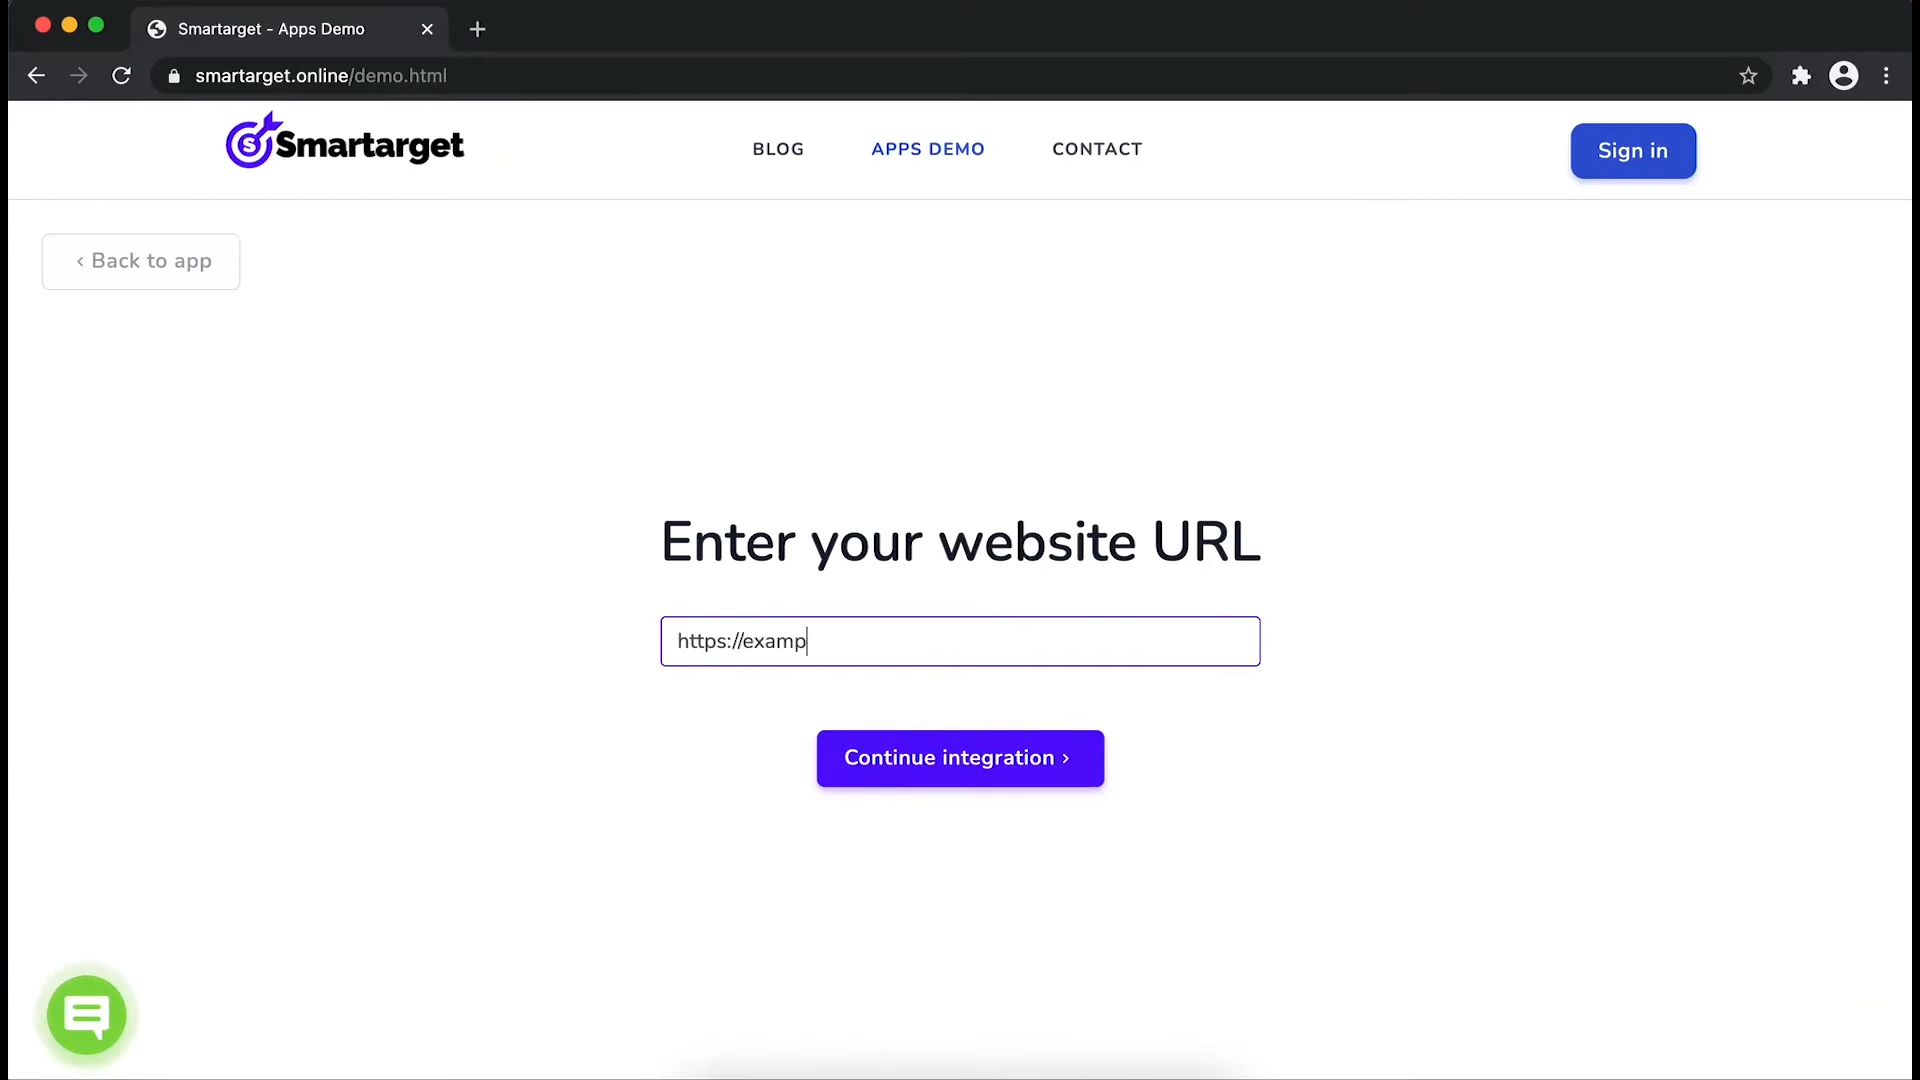 Smartarget - Apps Demo
smartarget.online/demo.html
Smartarget
BLOG
APPS DEMO
CONTACT
Sign in
‹ Back to app
Enter your website URL
https://examp
Continue integration ›